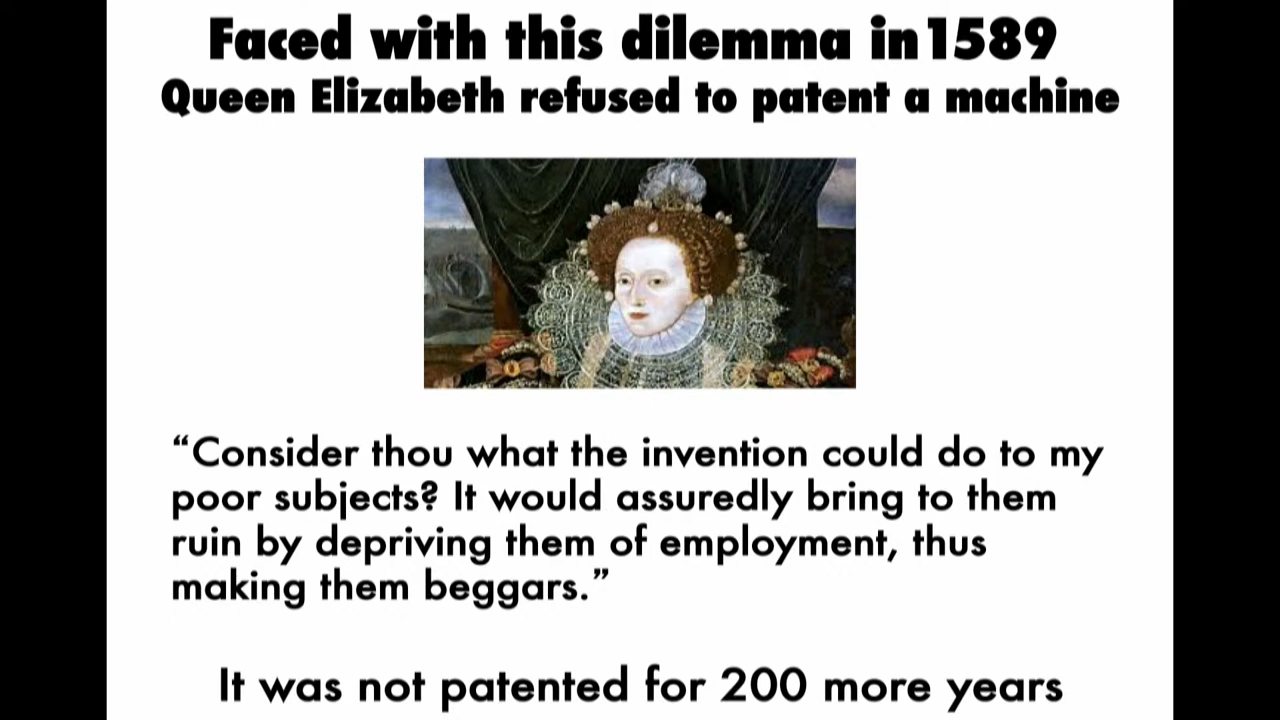 Faced with this dilemma in1589
Queen Elizabeth refused to patent a machine
“Consider thou what the invention could do to my
poor subjects? It would assuredly bring to them
ruin by depriving them of employment, thus
making them beggars.”
It was not patented for 200 more years